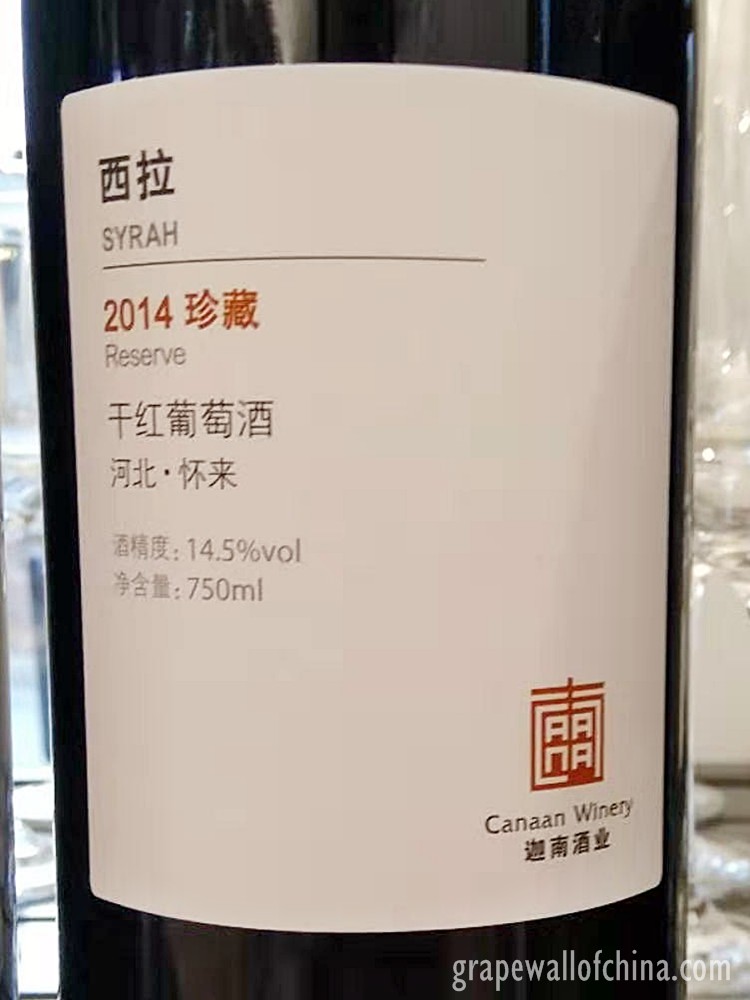 西拉
SYRAH
2014 珍藏
Reserve
干红葡萄酒
河北·怀来
酒精度: 14.5%vol
净含量: 750ml
Canaan Winery
迦南酒业
grapewallofchina.com